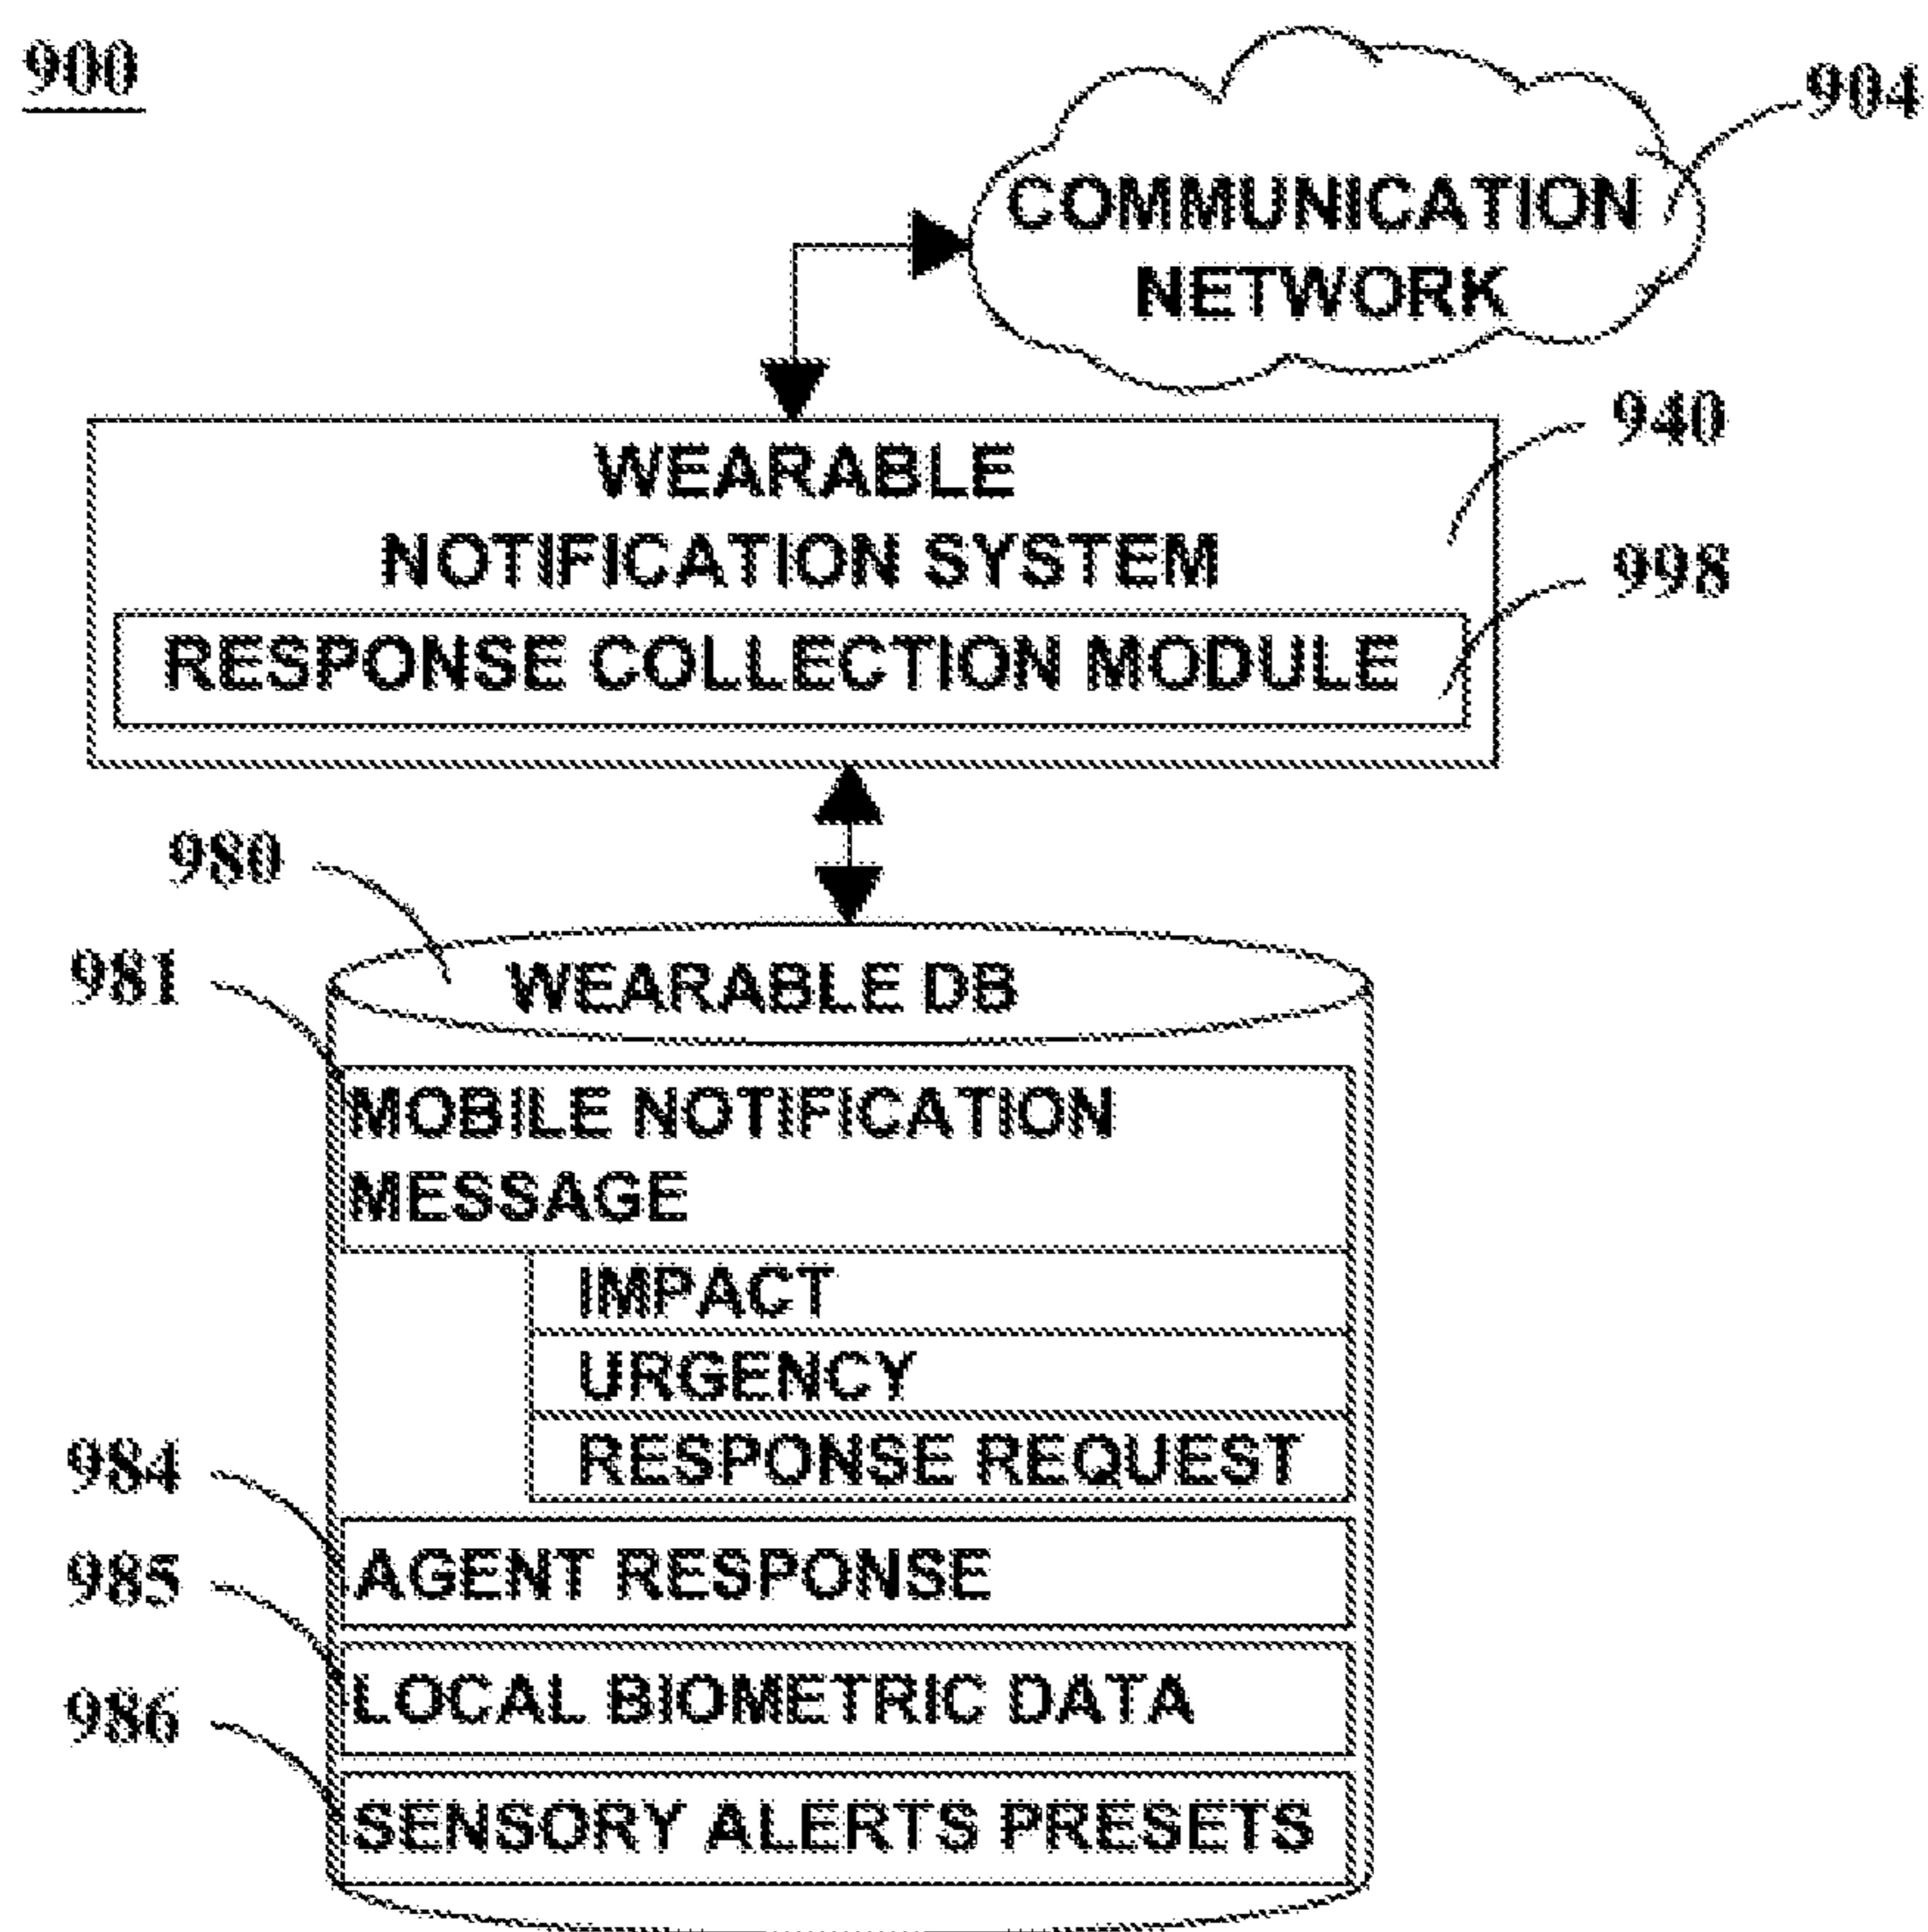 900
904
COMMUNICATION
NETWORK
940
WEARABLE
NOTIFICATION SYSTEM
998
RESPONSE COLLECTION MODULE
980
WEARABLE DB
981
MOBILE NOTIFICATION
MESSAGE
IMPACT
URGENCY
RESPONSE REQUEST
984
AGENT RESPONSE
985
LOCAL BIOMETRIC DATA
986
SENSORY ALERTS PRESETS